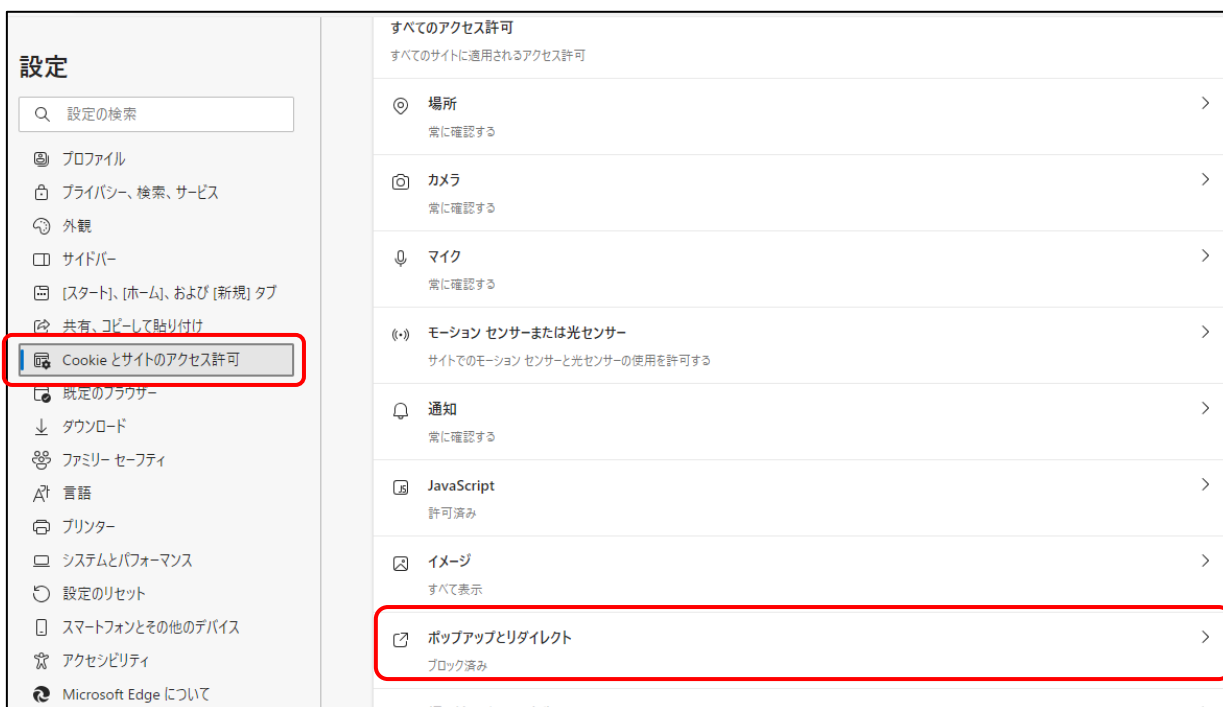 設定
設定の検索
プロファイル
プライバシー、検索、サービス
外観
サイドバー
[スタート]、[ホーム]、および [新規] タブ
共有、コピーして貼り付け
Cookie とサイトのアクセス許可
既定のブラウザー
ダウンロード
ファミリー セーフティ
言語
プリンター
システムとパフォーマンス
設定のリセット
スマートフォンとその他のデバイス
アクセシビリティ
Microsoft Edge について
すべてのアクセス許可
すべてのサイトに適用されるアクセス許可
場所
常に確認する
カメラ
常に確認する
マイク
常に確認する
モーション センサーまたは光センサー
サイトでのモーション センサーと光センサーの使用を許可する
通知
常に確認する
JavaScript
許可済み
イメージ
すべて表示
ポップアップとリダイレクト
ブロック済み